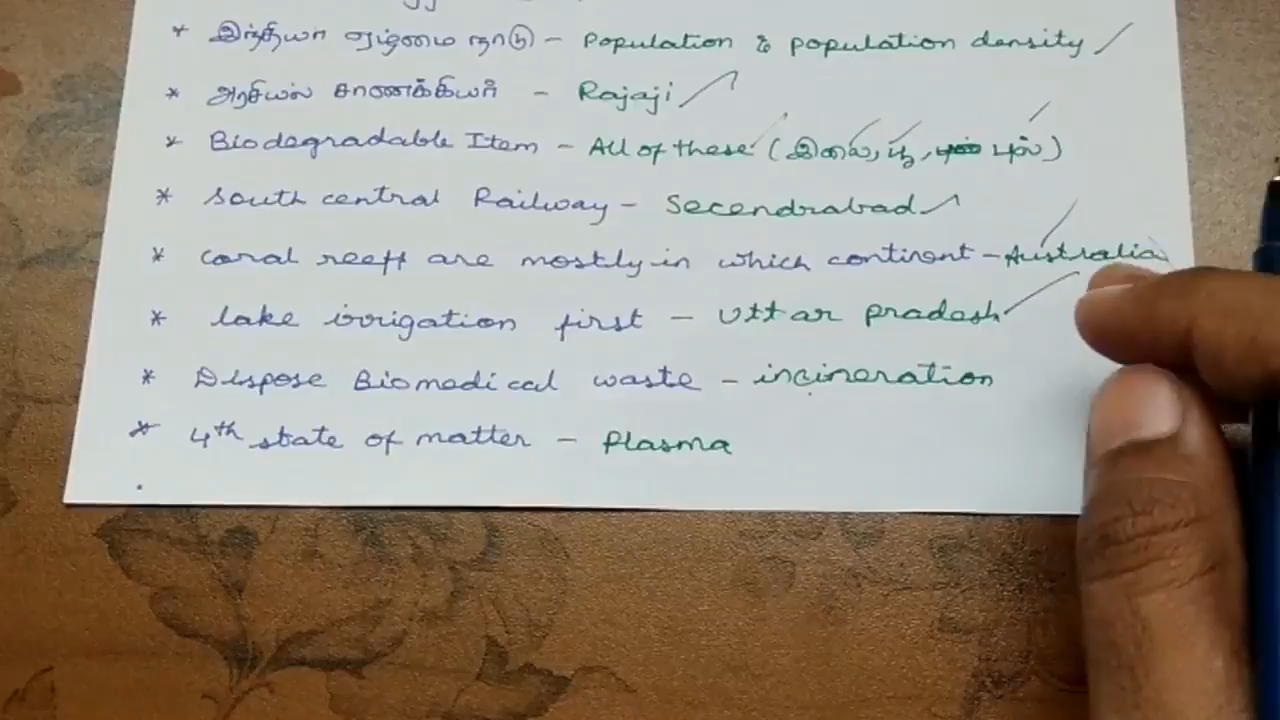 * இந்தியா ஏழ்மை நாடு - Population & population density
* அரசியல் சாணக்கியர் - Rajaji
* Biodegradable Item - All of these (இலை, பூ, புல்)
* South central Railway - Secendrabad
* coral reeff are mostly in which continent - Australia
* lake irrigation first - Uttar pradesh
* Dispose Biomedical waste - incineration
* 4th state of matter - Plasma